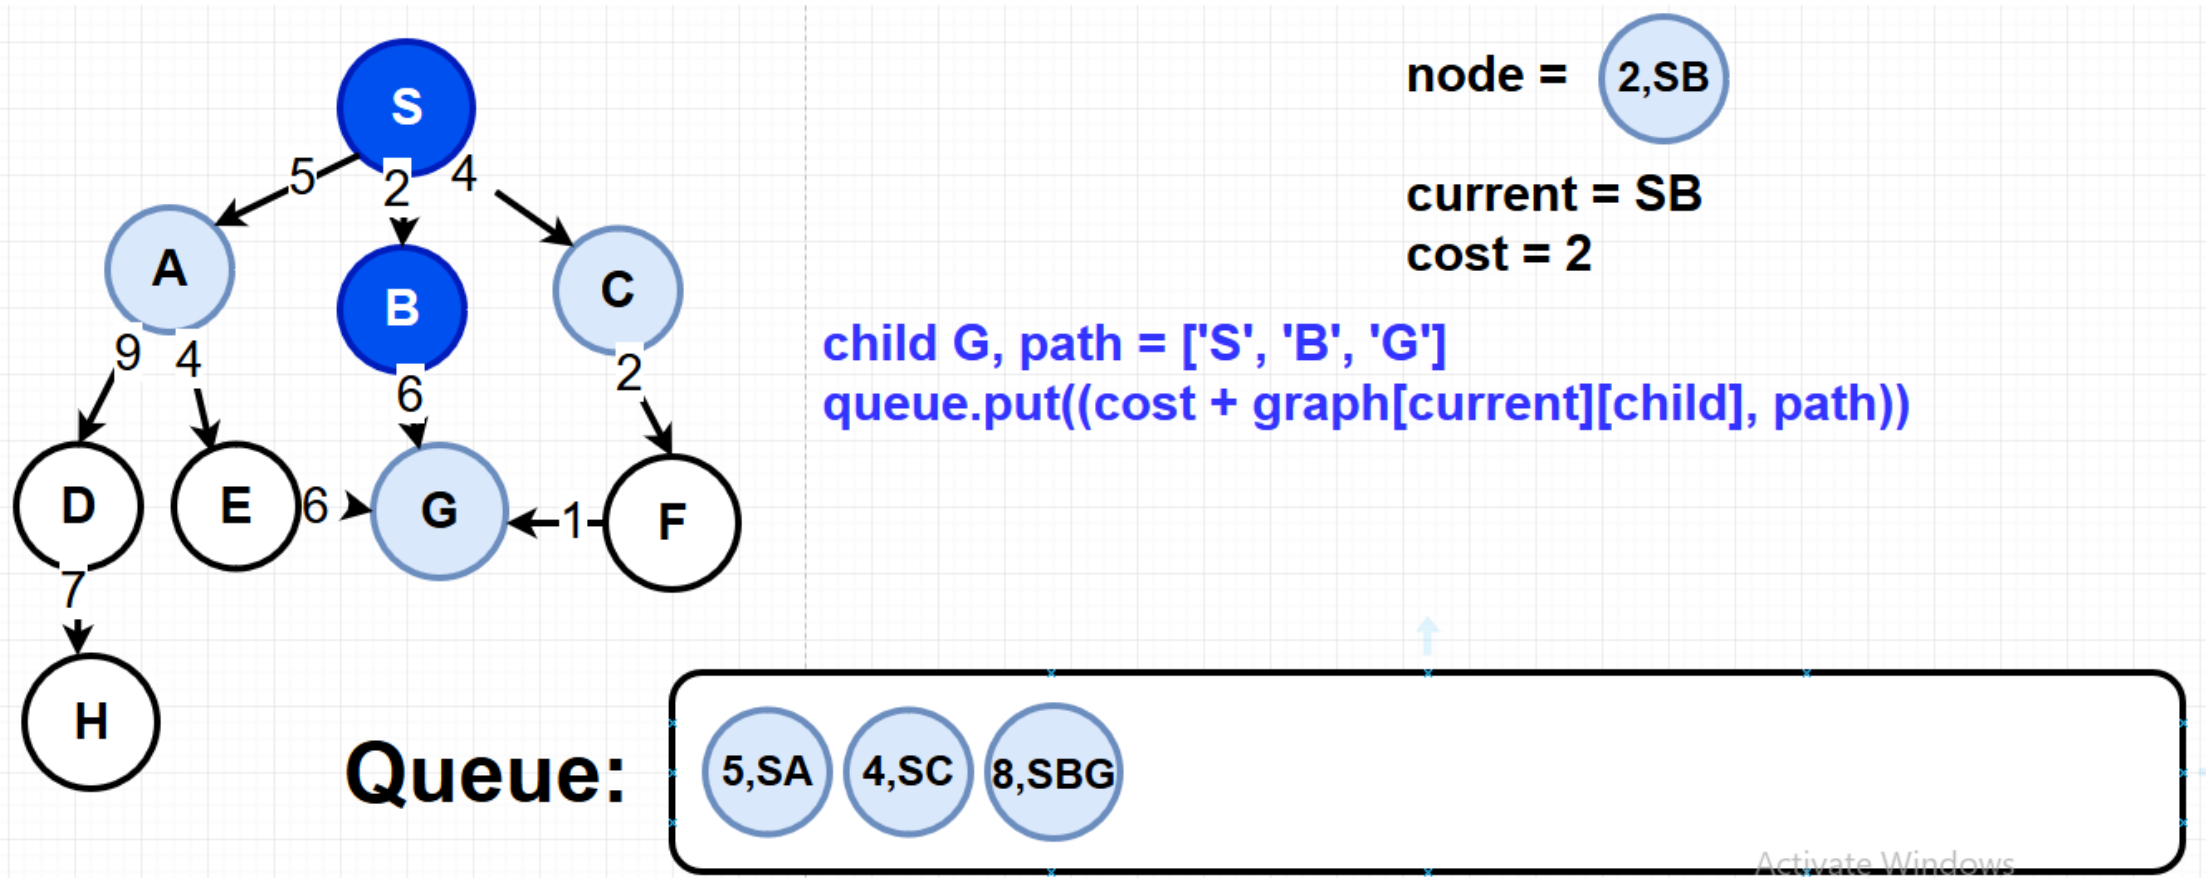 S
5
2
4
A
B
C
9
4
6
2
D
E
6
G
1
F
7
H
node = 2,SB
current = SB
cost = 2
child G, path = ['S', 'B', 'G']
queue.put((cost + graph[current][child], path))
Queue: 5,SA 4,SC 8,SBG
Activate Windows